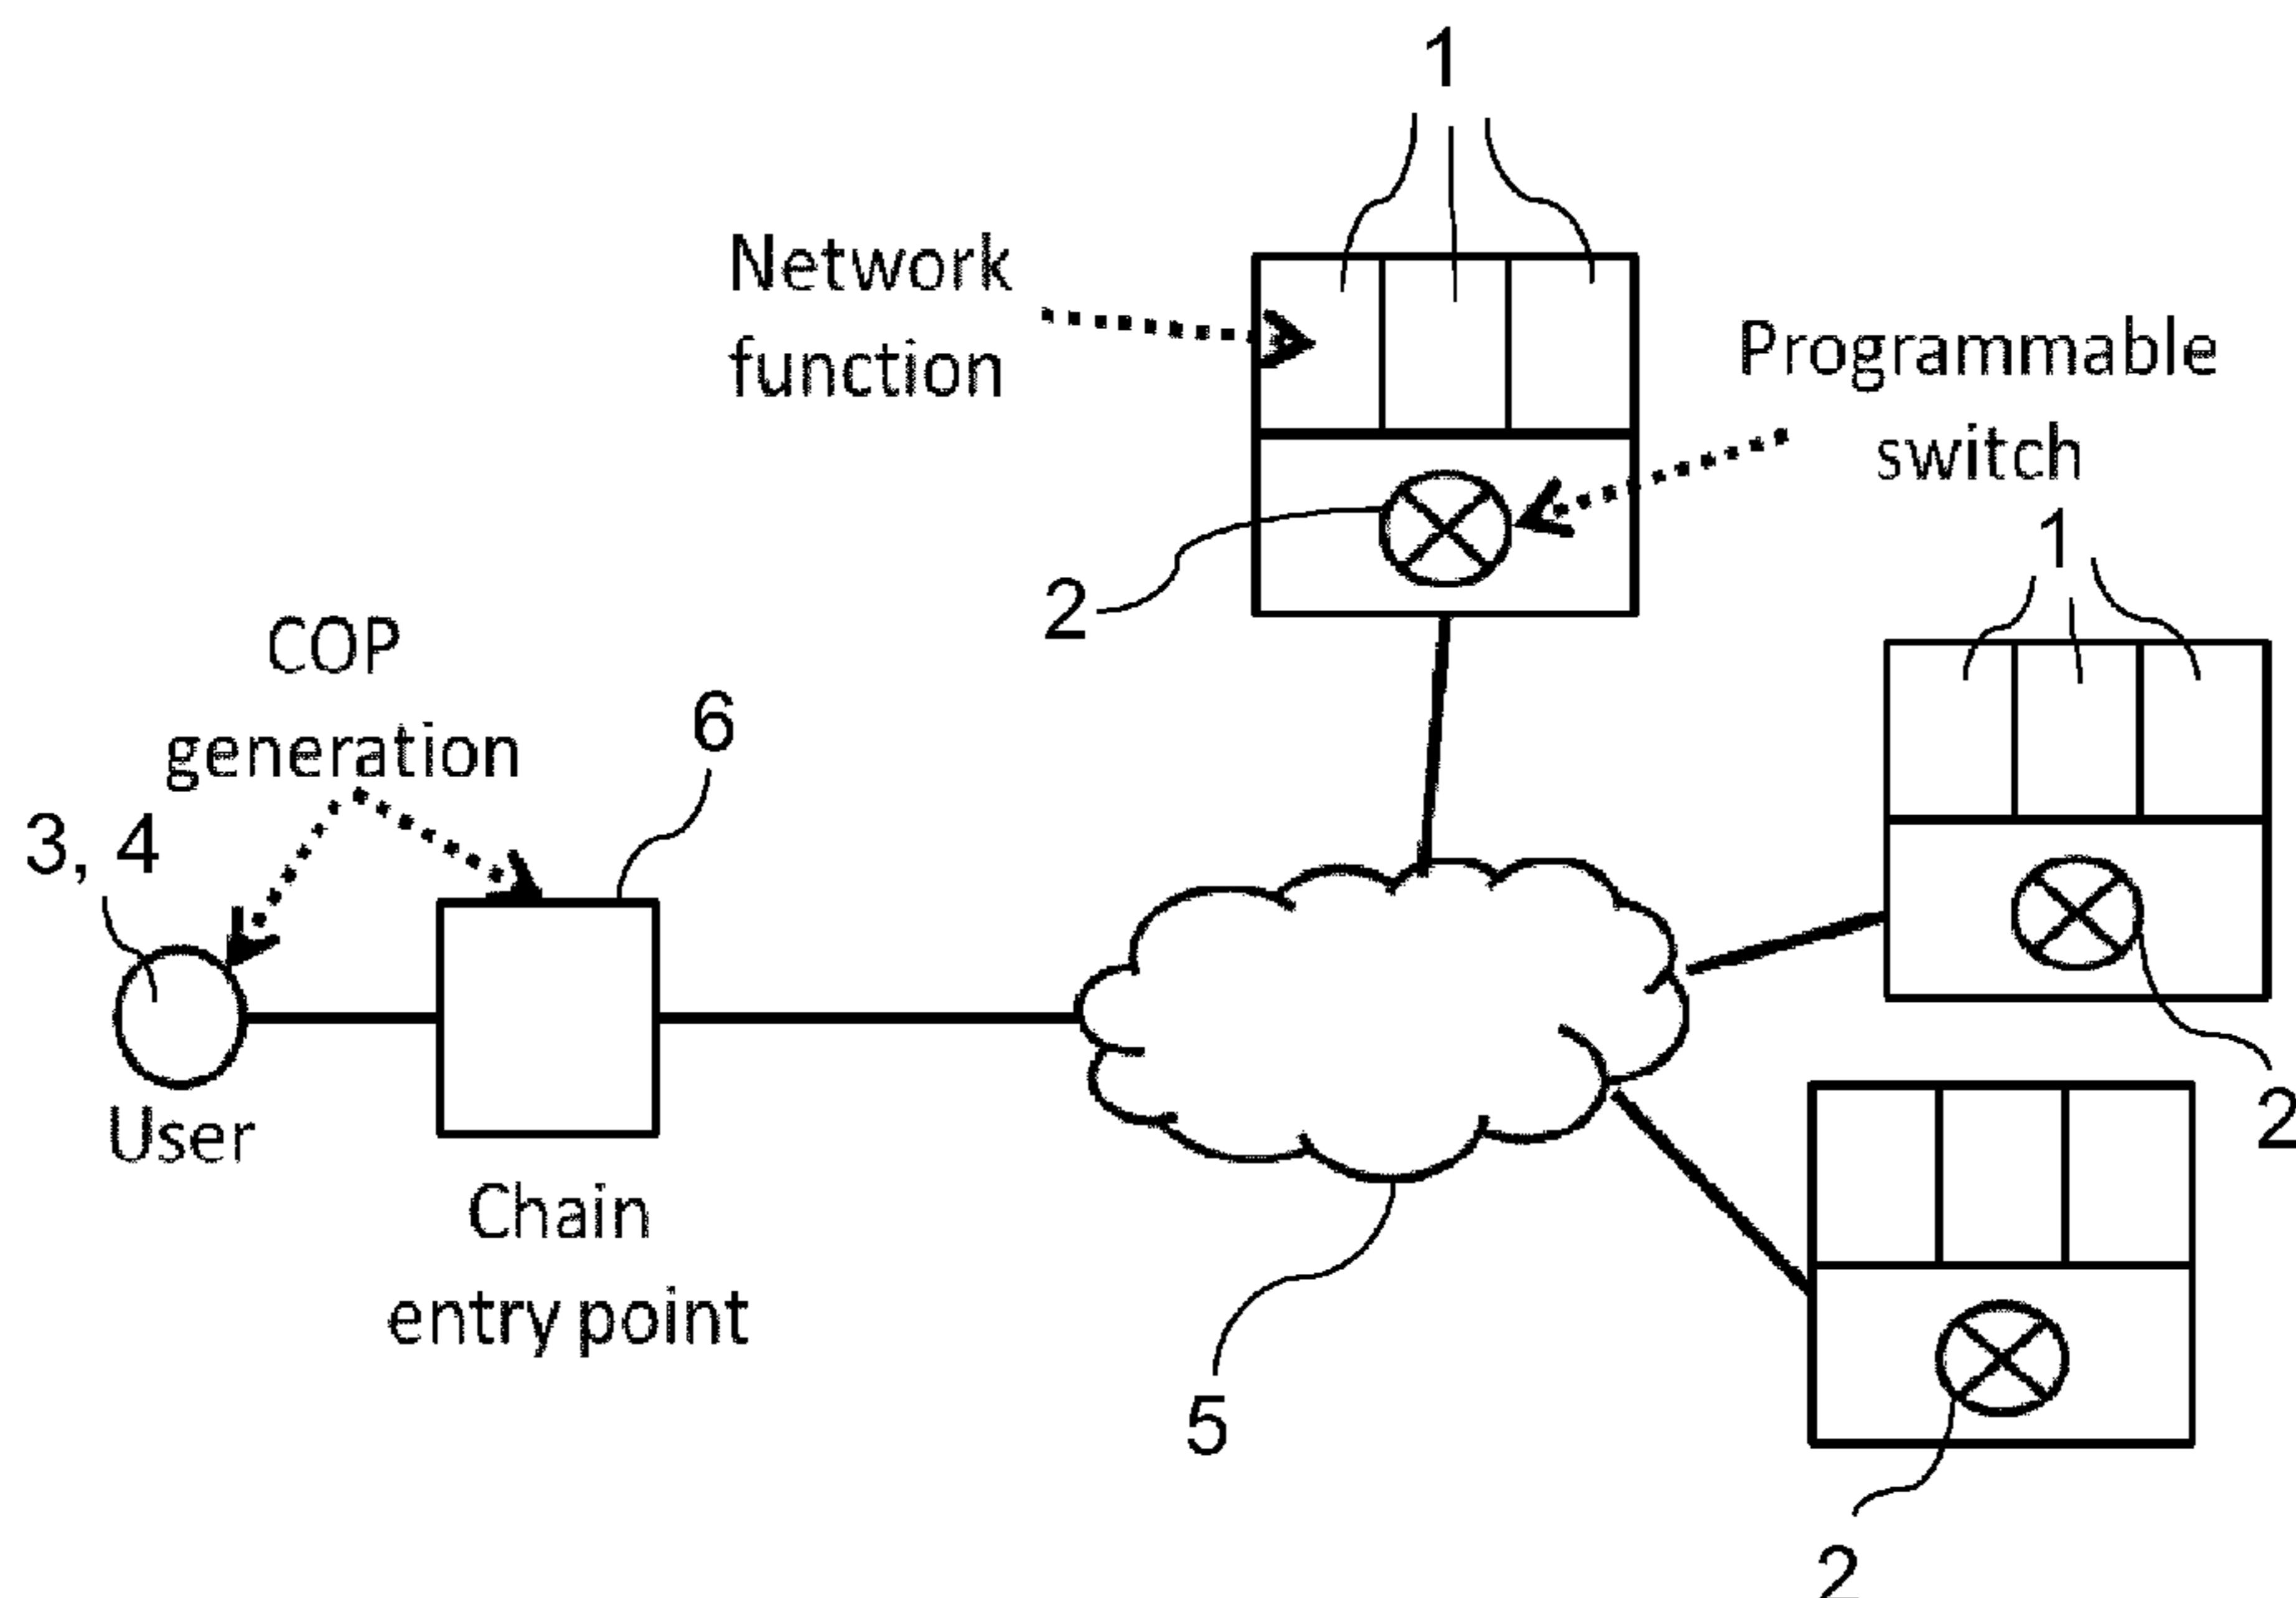 1
Network
function
Programmable
switch
2
1
COP
generation
6
3, 4
2
User
Chain
entry point
5
2